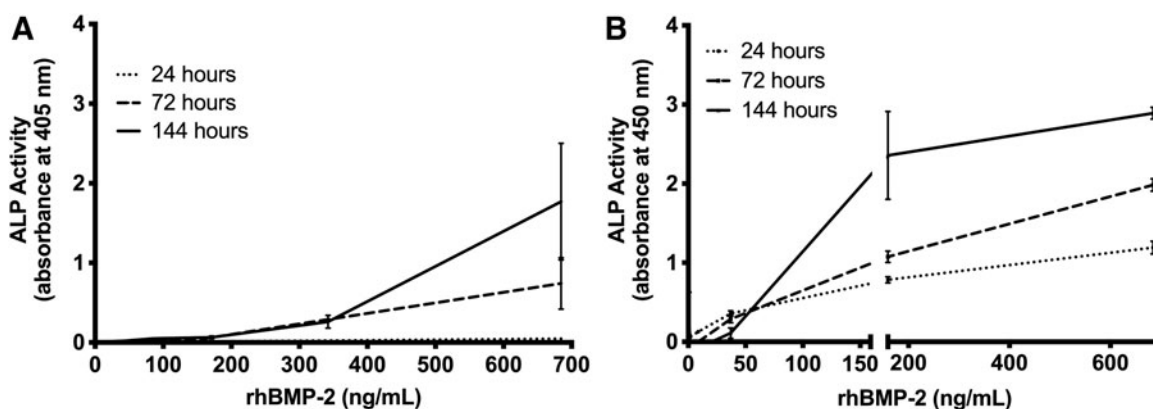 A
ALP Activity
(absorbance at 405 nm)
4
3
2
1
0
24 hours
72 hours
144 hours
0 100 200 300 400 500 600 700
rhBMP-2 (ng/mL)
B
ALP Activity
(absorbance at 450 nm)
4
3
2
1
0
24 hours
72 hours
144 hours
0 50 100 150 200 400 600
rhBMP-2 (ng/mL)